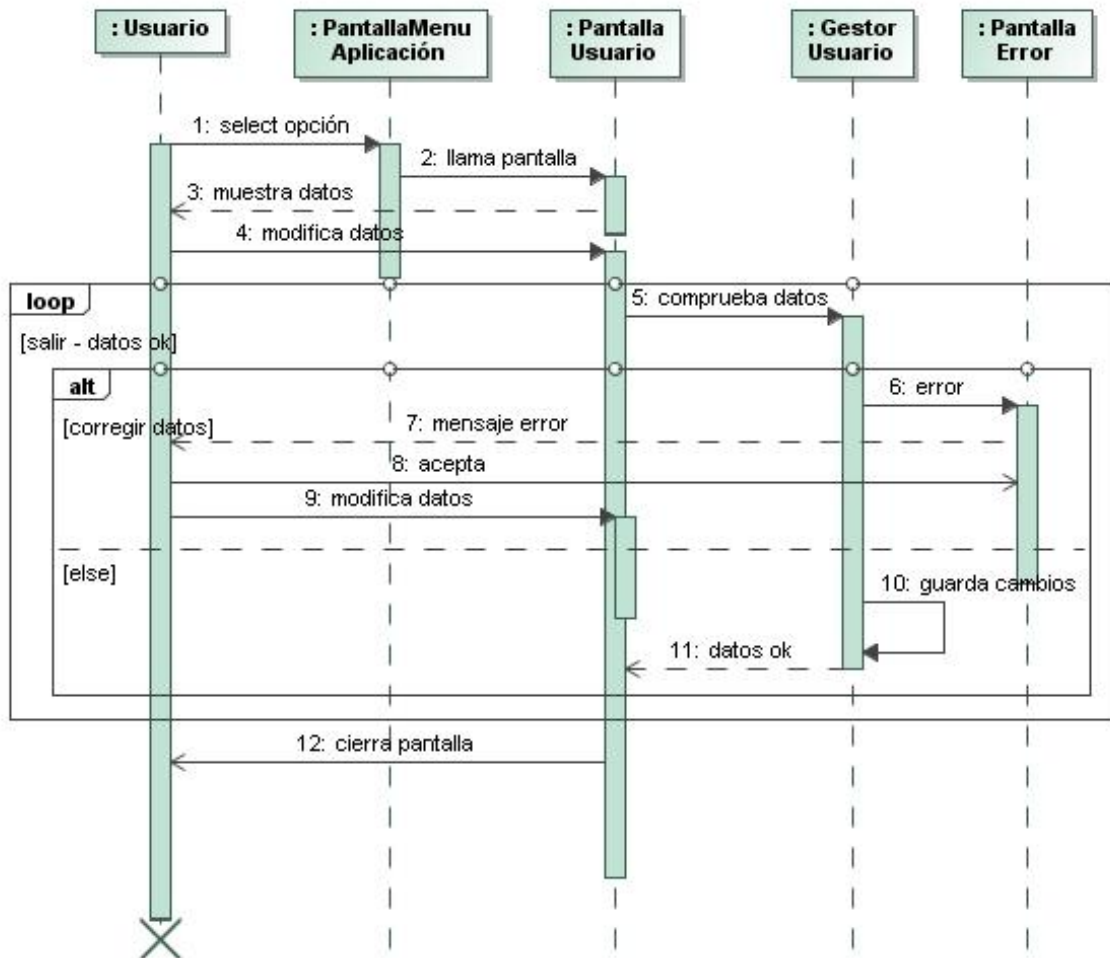 : Usuario
: PantallaMenu
Aplicación
: Pantalla
Usuario
: Gestor
Usuario
: Pantalla
Error
1: select opción
2: llama pantalla
3: muestra datos
4: modifica datos
loop
5: comprueba datos
[salir - datos ok]
alt
6: error
[corregir datos]
7: mensaje error
8: acepta
9: modifica datos
[else]
10: guarda cambios
11: datos ok
12: cierra pantalla